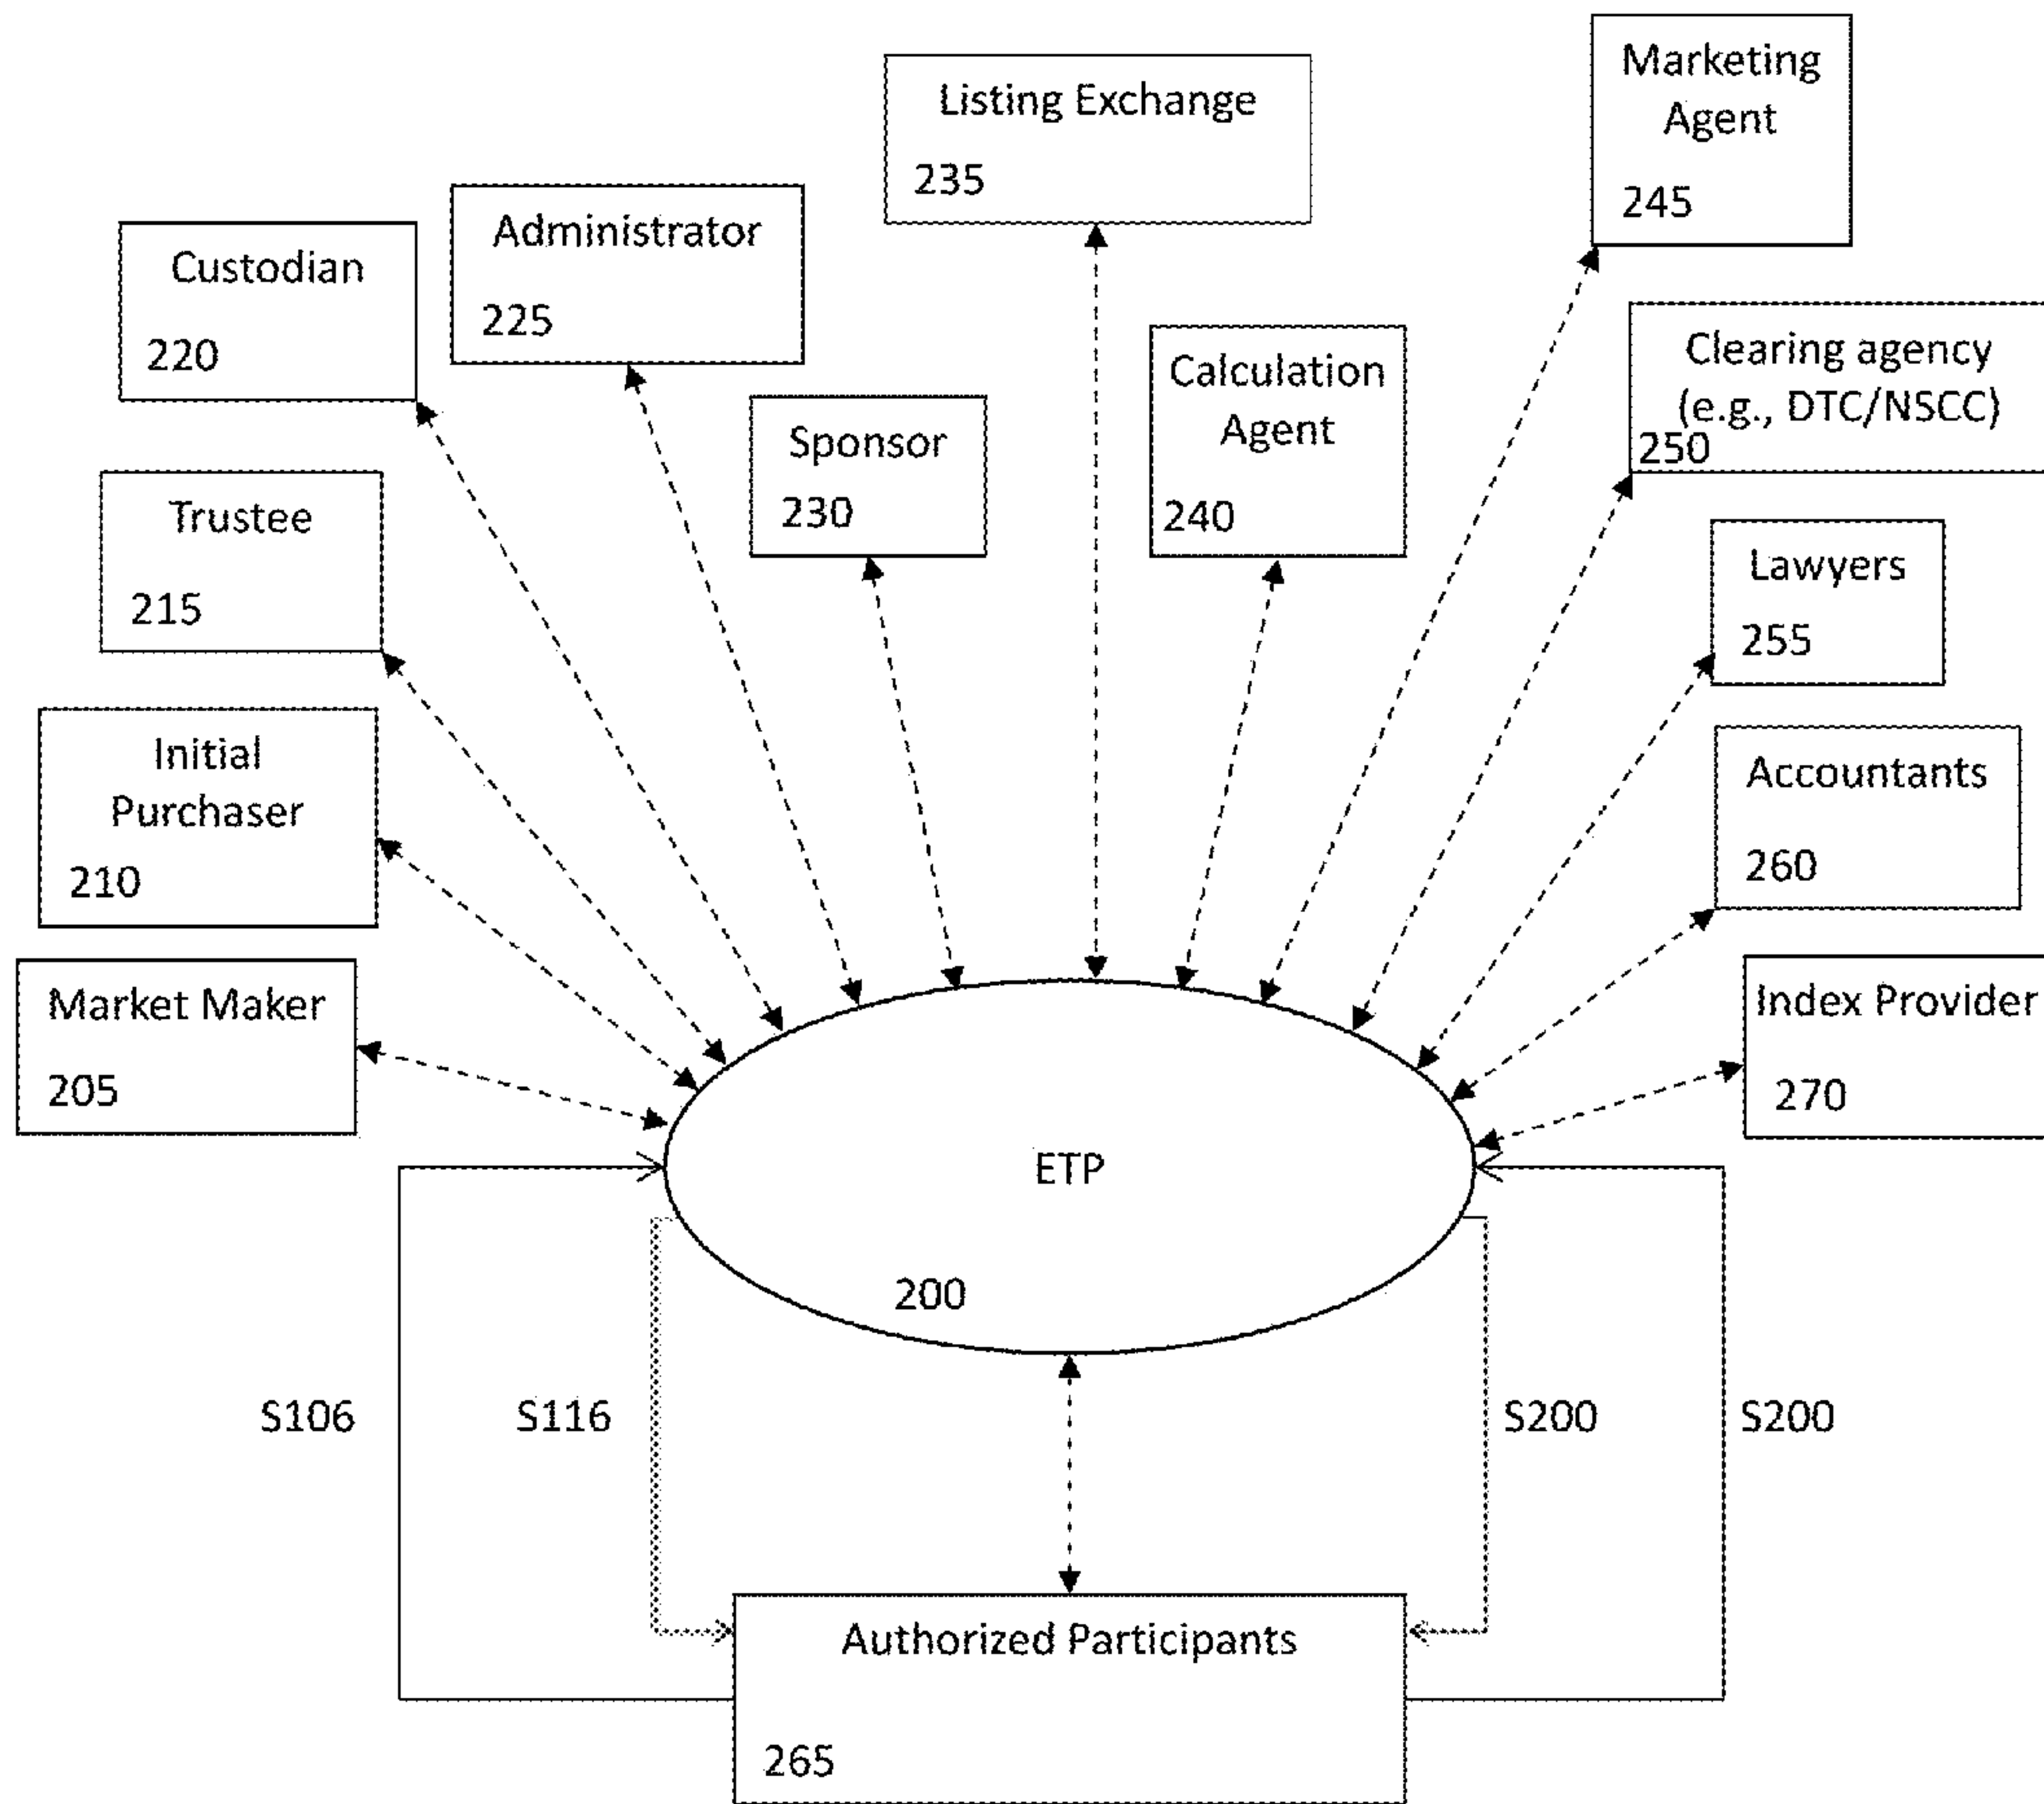 Marketing
Agent
245
Listing Exchange
235
Administrator
225
Custodian
220
Clearing agency
(e.g., DTC/NSCC)
250
Calculation
Agent
240
Sponsor
230
Trustee
215
Lawyers
255
Initial
Purchaser
210
Accountants
260
Market Maker
205
Index Provider
270
ETP
200
S106
S116
S200
S200
Authorized Participants
265